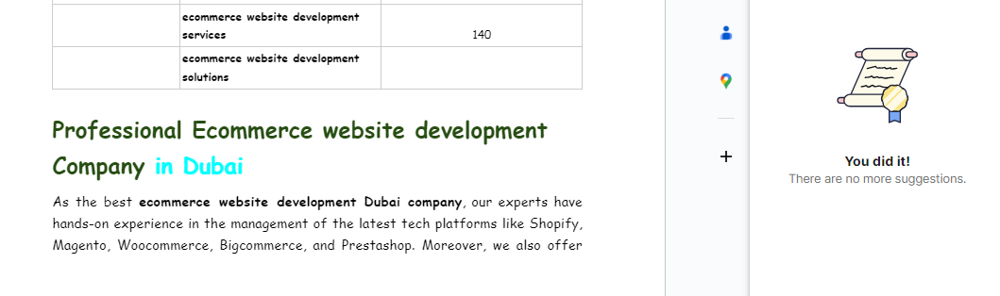 ecommerce website development
services
140
ecommerce website development
solutions
Professional Ecommerce website development
Company in Dubai
As the best ecommerce website development Dubai company, our experts have
hands-on experience in the management of the latest tech platforms like Shopify,
Magento, Woocommerce, Bigcommerce, and Prestashop. Moreover, we also offer
You did it!
There are no more suggestions.